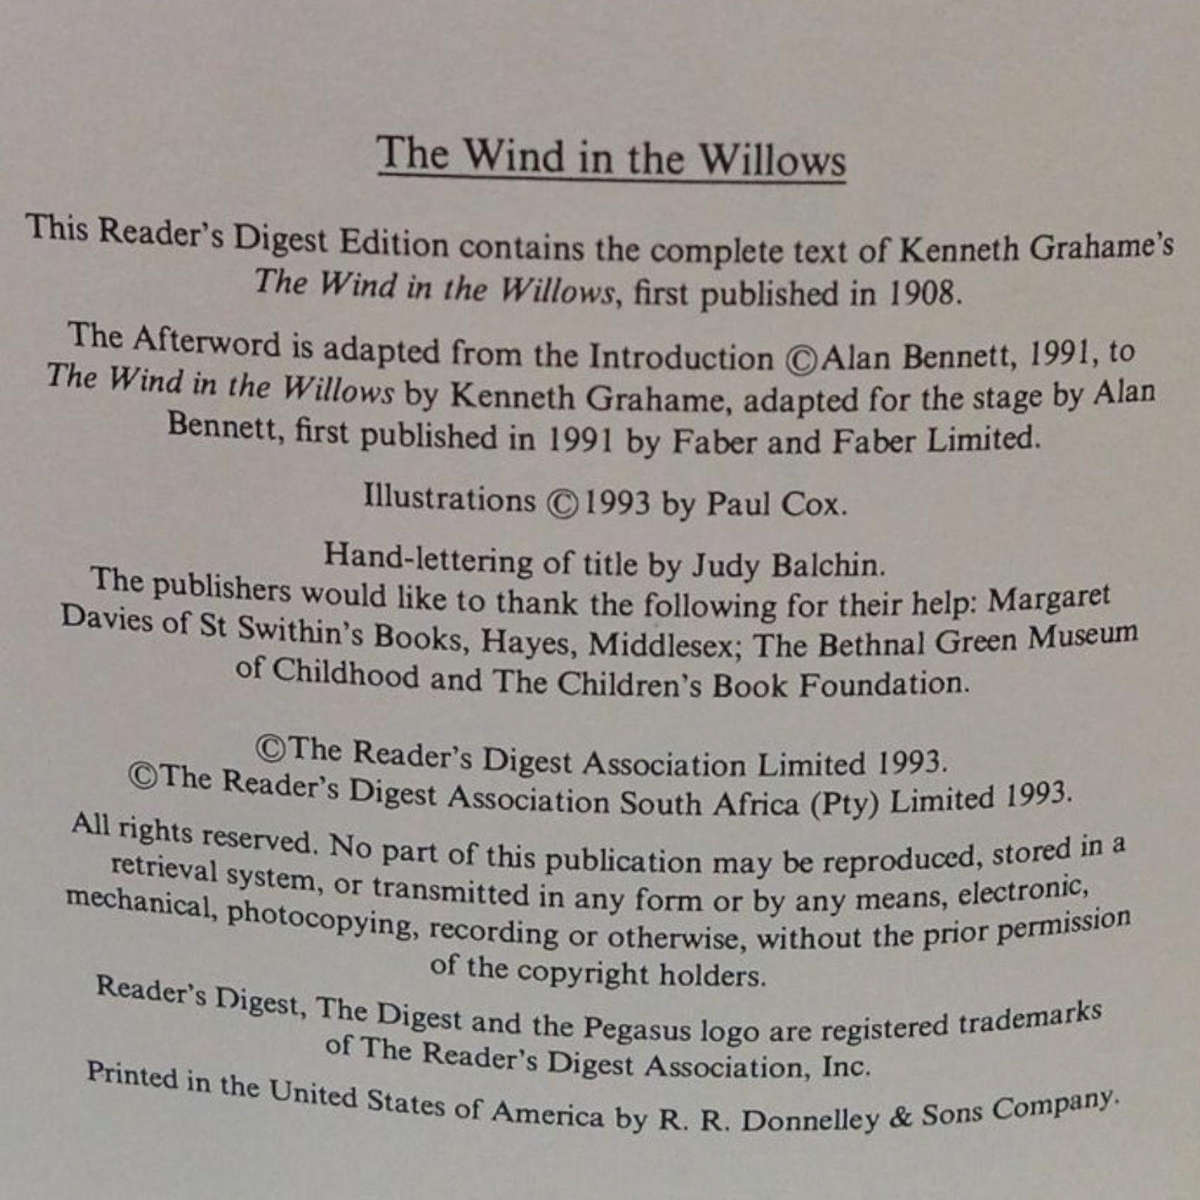 The Wind in the Willows
This Reader's Digest Edition contains the complete text of Kenneth Grahame's
The Wind in the Willows, first published in 1908.
The Afterword is adapted from the Introduction ©Alan Bennett, 1991, to
The Wind in the Willows by Kenneth Grahame, adapted for the stage by Alan
Bennett, first published in 1991 by Faber and Faber Limited.
Illustrations ©1993 by Paul Cox.
Hand-lettering of title by Judy Balchin.
The publishers would like to thank the following for their help: Margaret
Davies of St Swithin's Books, Hayes, Middlesex; The Bethnal Green Museum
of Childhood and The Children's Book Foundation.
©The Reader's Digest Association Limited 1993.
©The Reader's Digest Association South Africa (Pty) Limited 1993.
All rights reserved. No part of this publication may be reproduced, stored in a
retrieval system, or transmitted in any form or by any means, electronic,
mechanical, photocopying, recording or otherwise, without the prior permission
of the copyright holders.
Reader's Digest, The Digest and the Pegasus logo are registered trademarks
of The Reader's Digest Association, Inc.
Printed in the United States of America by R. R. Donnelley & Sons Company.